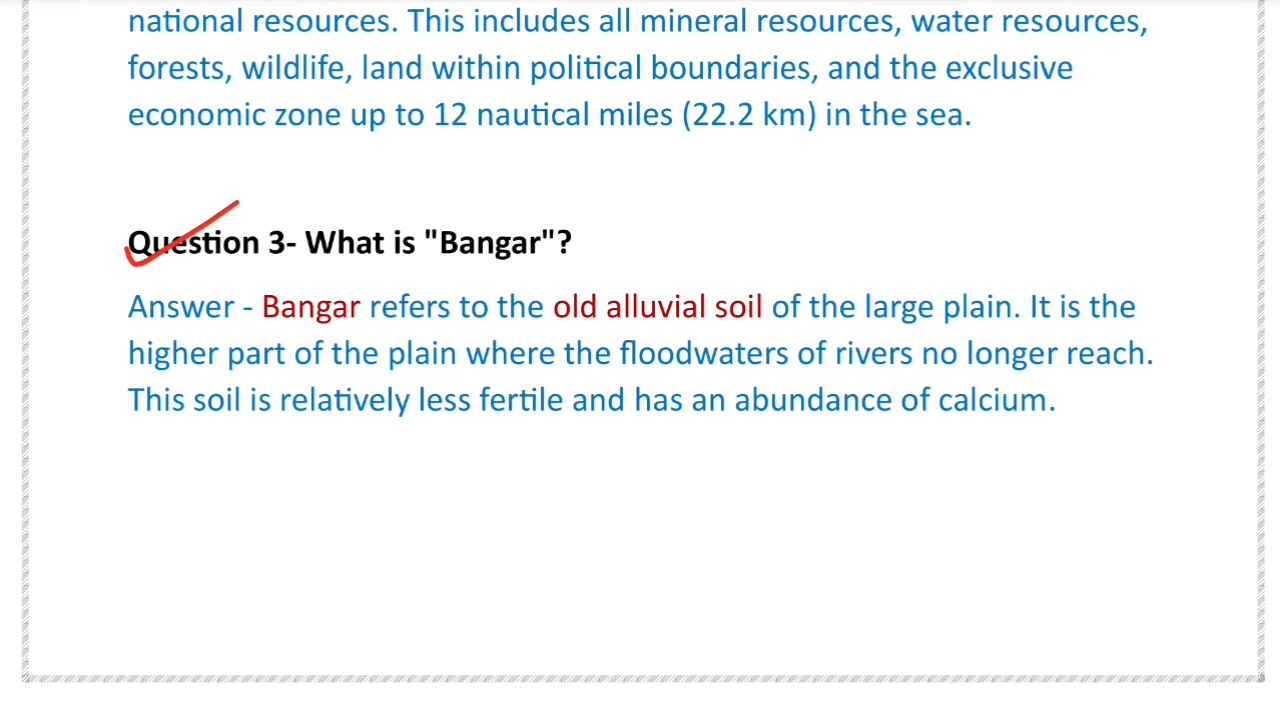 national resources. This includes all mineral resources, water resources,
forests, wildlife, land within political boundaries, and the exclusive
economic zone up to 12 nautical miles (22.2 km) in the sea.
Question 3- What is "Bangar"?
Answer - Bangar refers to the old alluvial soil of the large plain. It is the
higher part of the plain where the floodwaters of rivers no longer reach.
This soil is relatively less fertile and has an abundance of calcium.